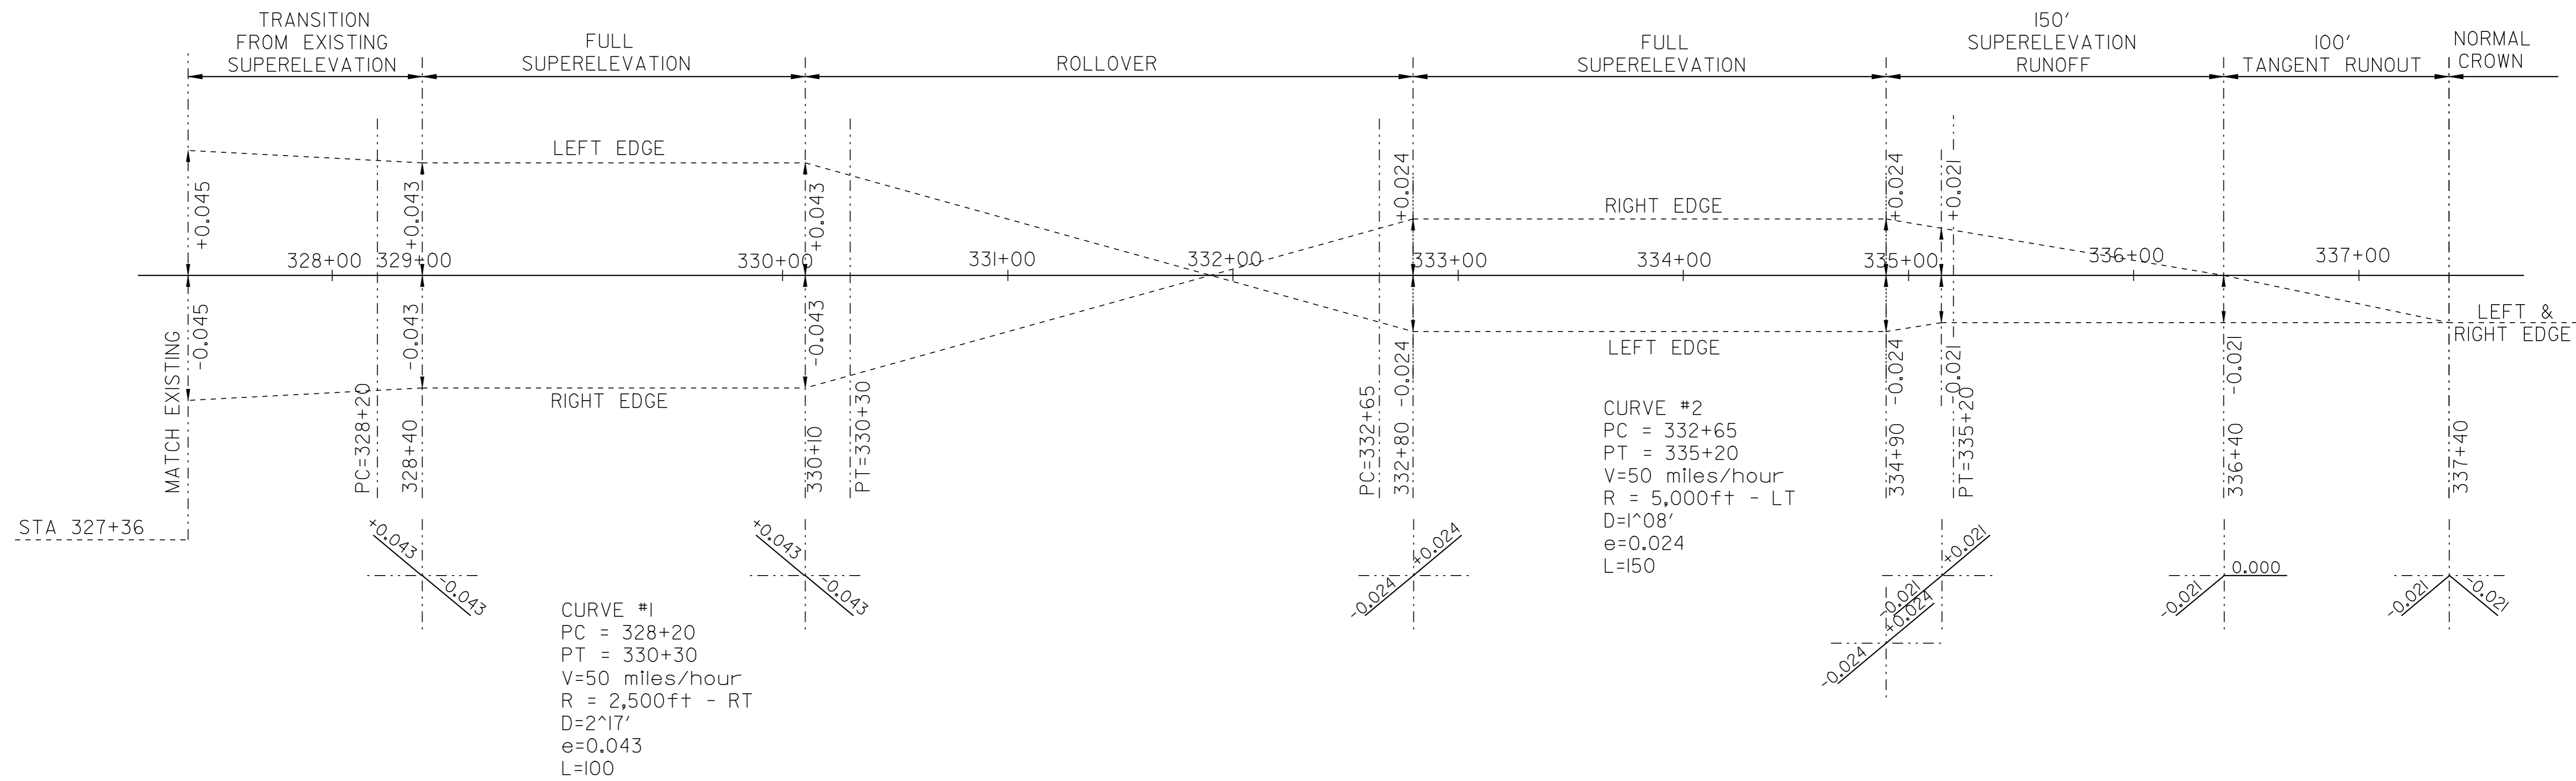 TRANSITION
FROM EXISTING
SUPERELEVATION
FULL
SUPERELEVATION
ROLLOVER
FULL
SUPERELEVATION
150'
SUPERELEVATION
RUNOFF
100'
TANGENT RUNOUT
NORMAL
CROWN
LEFT EDGE
RIGHT EDGE
+0.045
+0.043
+0.043
+0.024
+0.024
+0.021
328+00
329+00
330+00
331+00
332+00
333+00
334+00
335+00
336+00
337+00
-0.045
-0.043
-0.043
-0.024
-0.024
-0.021
-0.021
LEFT &
RIGHT EDGE
RIGHT EDGE
LEFT EDGE
MATCH EXISTING
PC=328+20
328+40
330+10
PT=330+30
PC=332+65
332+80
334+90
PT=335+20
336+40
337+40
STA 327+36
CURVE #2
PC = 332+65
PT = 335+20
V=50 miles/hour
R = 5,000ft - LT
D=1^08'
e=0.024
L=150
+0.043
-0.043
+0.043
-0.043
+0.024
-0.024
+0.021
-0.021
+0.024
-0.024
0.000
-0.021
-0.021
-0.021
CURVE #1
PC = 328+20
PT = 330+30
V=50 miles/hour
R = 2,500ft - RT
D=2^17'
e=0.043
L=100